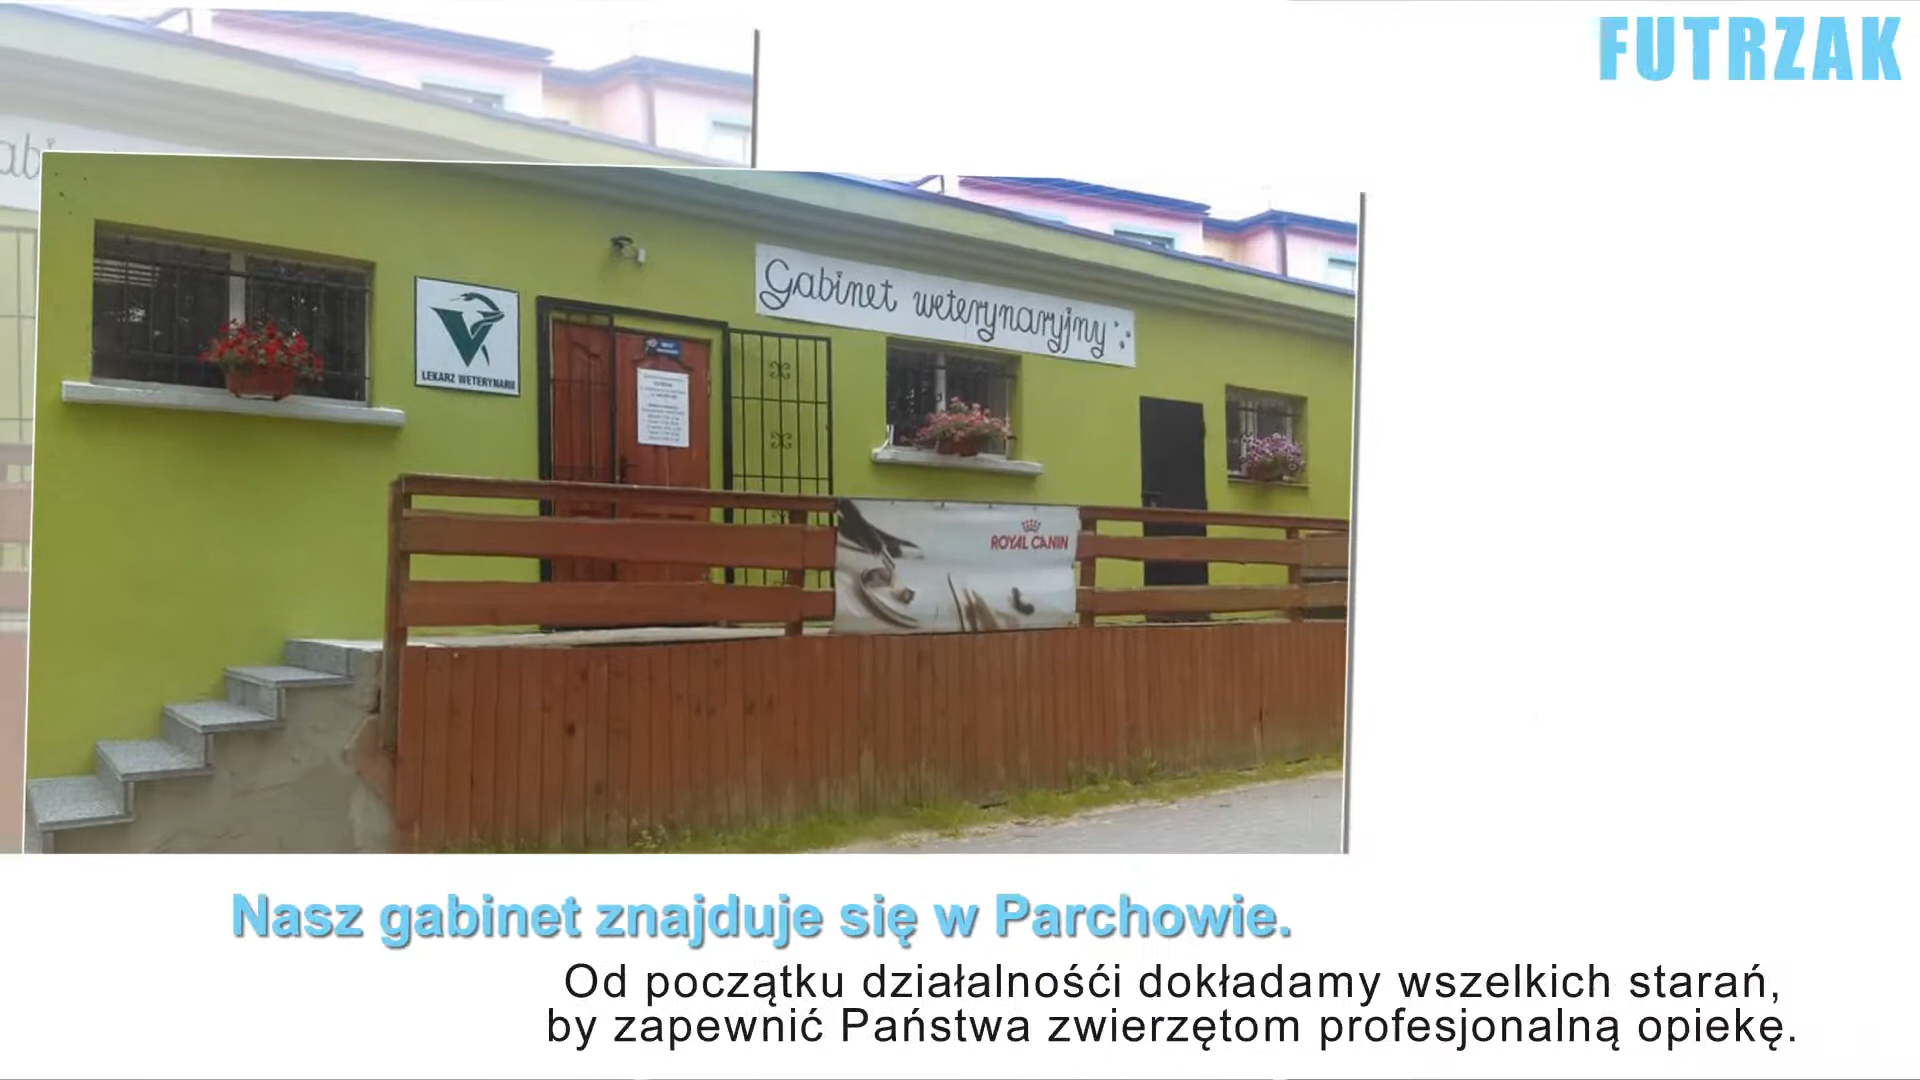 FUTRZAK
Gabinet weterynaryjny
LEKARZ WETERYNARII
ROYAL CANIN
Nasz gabinet znajduje się w Parchowie.
Od początku działalnośći dokładamy wszelkich starań,
by zapewnić Państwa zwierzętom profesjonalną opiekę.